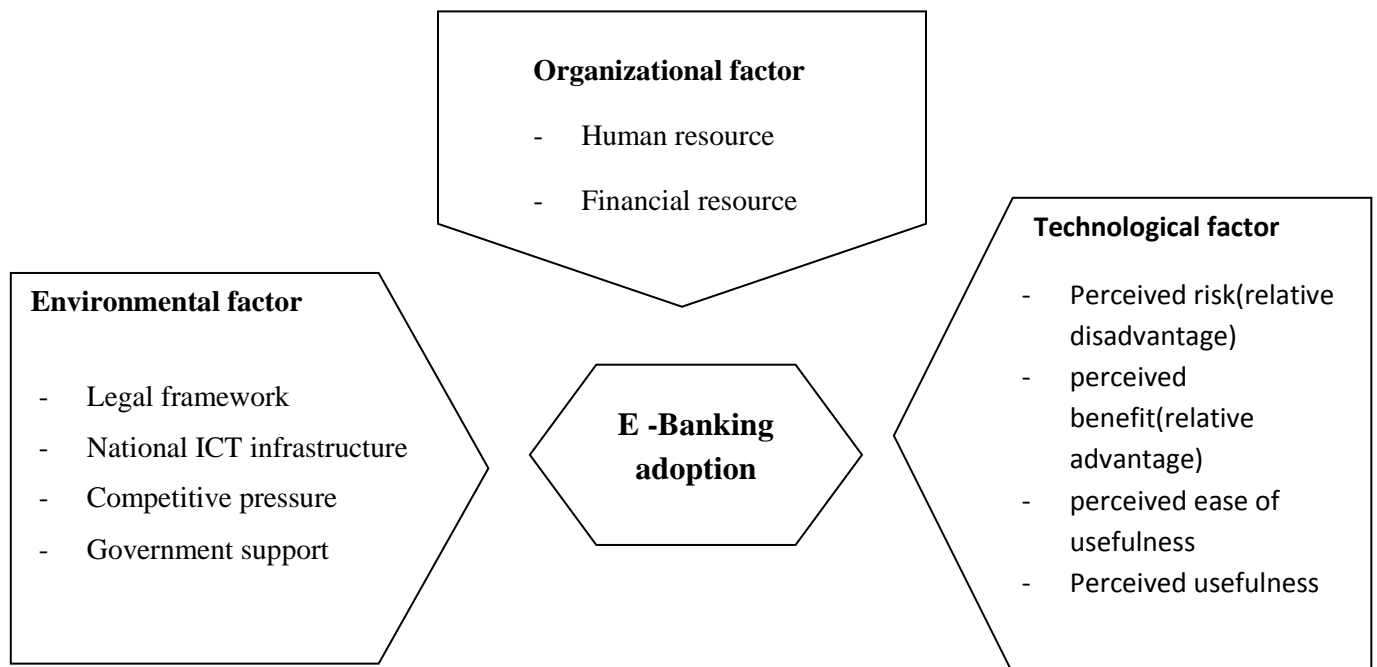 Organizational factor
- Human resource
- Financial resource
Environmental factor
- Legal framework
- National ICT infrastructure
- Competitive pressure
- Government support
E -Banking
adoption
Technological factor
- Perceived risk(relative
disadvantage)
- perceived
benefit(relative
advantage)
- perceived ease of
usefulness
- Perceived usefulness